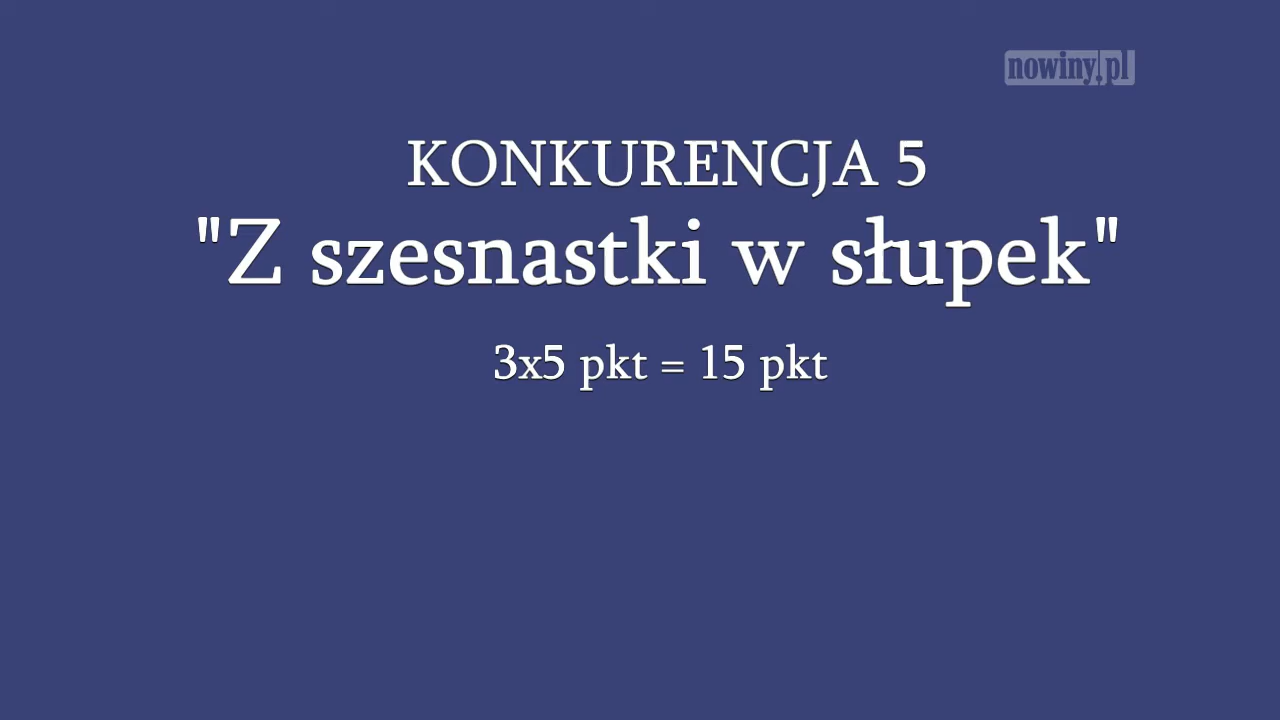 nowiny.pl
KONKURENCJA 5
"Z szesnastki w słupek"
3x5 pkt = 15 pkt